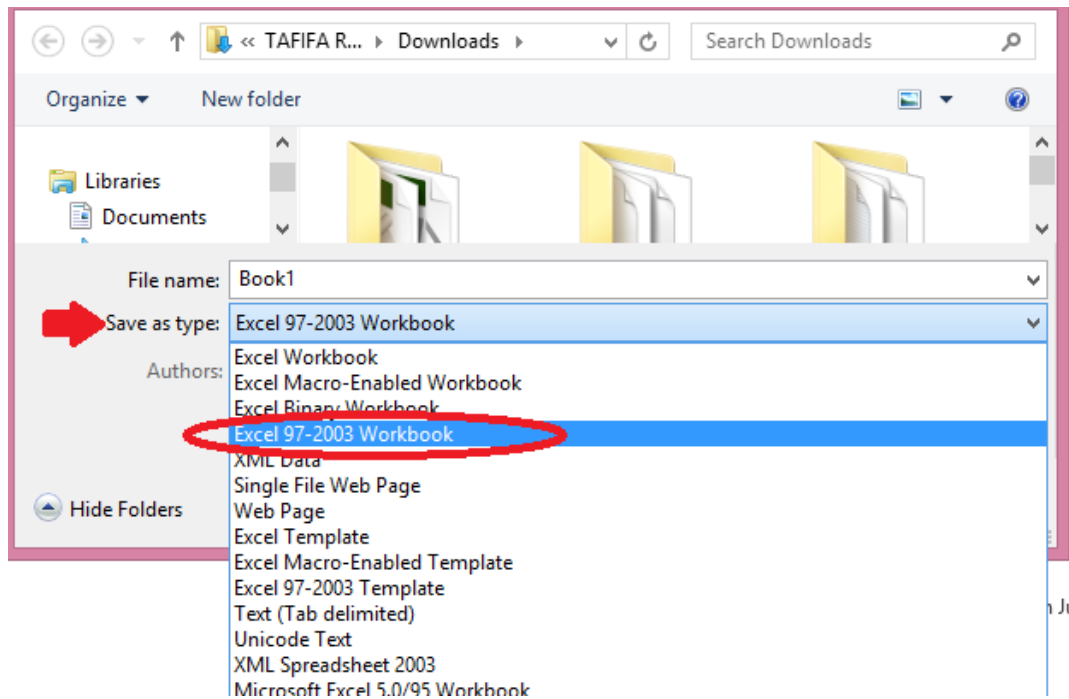 « TAFIFA R... Downloads Search Downloads
Organize New folder
Libraries
Documents
File name: Book1
Save as type: Excel 97-2003 Workbook
Authors:
Excel Workbook
Excel Macro-Enabled Workbook
Excel Binary Workbook
Excel 97-2003 Workbook
XML Data
Single File Web Page
Hide Folders
Web Page
Excel Template
Excel Macro-Enabled Template
Excel 97-2003 Template
Text (Tab delimited)
Unicode Text
XML Spreadsheet 2003
Microsoft Excel 5.0/95 Workbook